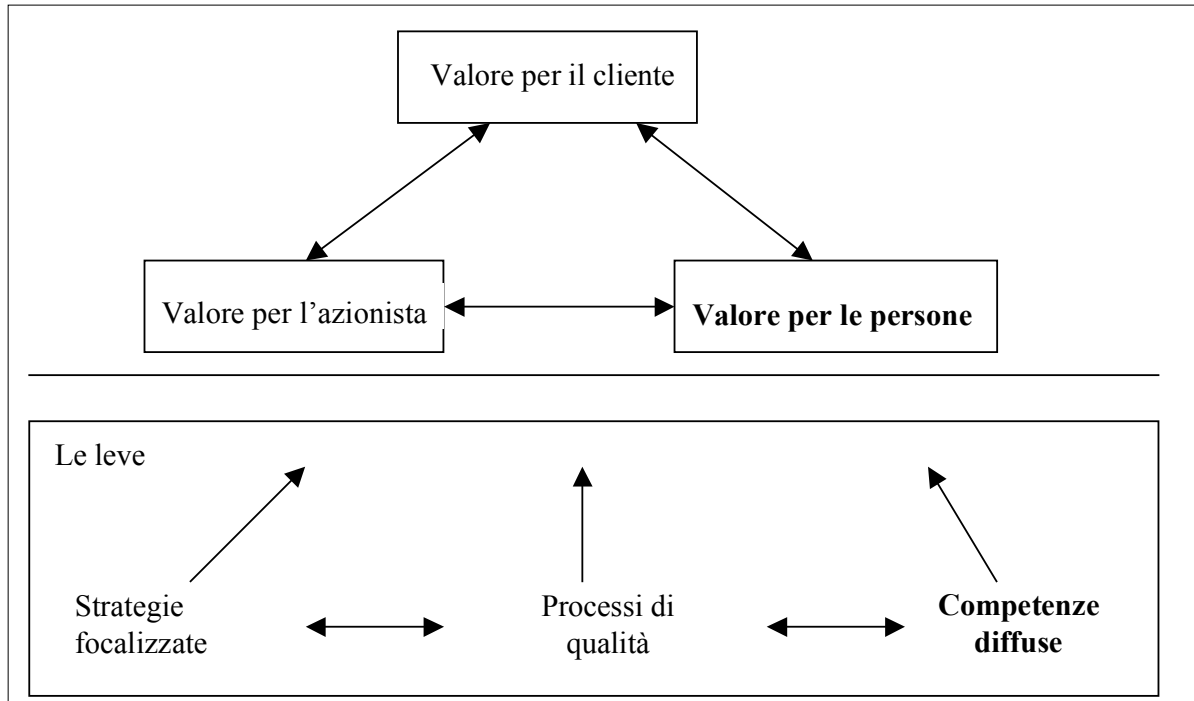 Valore per il cliente
Valore per l’azionista
Valore per le persone
Le leve
Strategie
focalizzate
Processi di
qualità
Competenze
diffuse